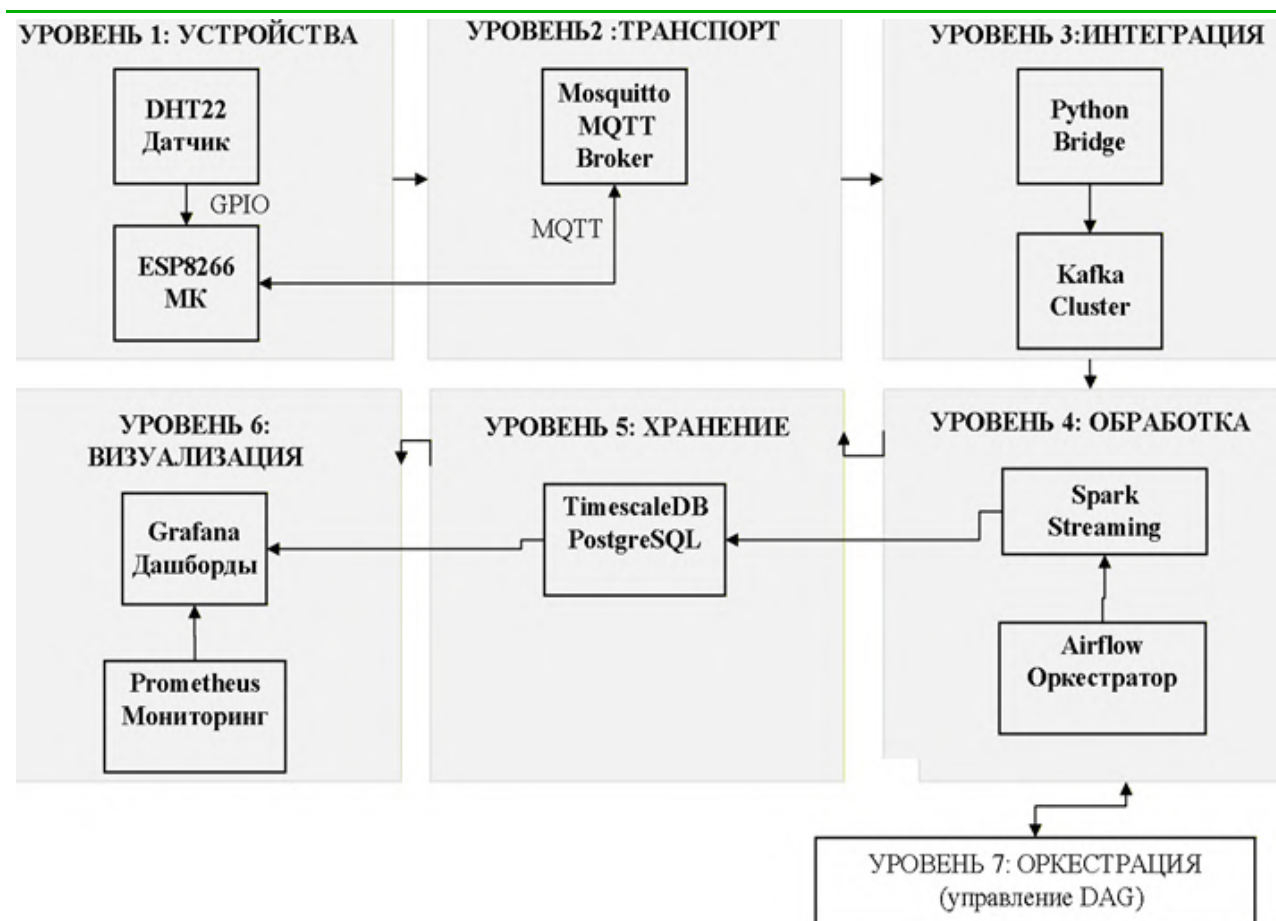 УРОВЕНЬ 1: УСТРОЙСТВА
DHT22
Датчик
GPIO
ESP8266
МК
УРОВЕНЬ2 :ТРАНСПОРТ
Mosquitto
MQTT
Broker
MQTT
УРОВЕНЬ 3:ИНТЕГРАЦИЯ
Python
Bridge
Kafka
Cluster
УРОВЕНЬ 4: ОБРАБОТКА
Spark
Streaming
Airflow
Оркестратор
УРОВЕНЬ 5: ХРАНЕНИЕ
TimescaleDB
PostgreSQL
УРОВЕНЬ 6:
ВИЗУАЛИЗАЦИЯ
Grafana
Дашборды
Prometheus
Мониторинг
УРОВЕНЬ 7: ОРКЕСТРАЦИЯ
(управление DAG)